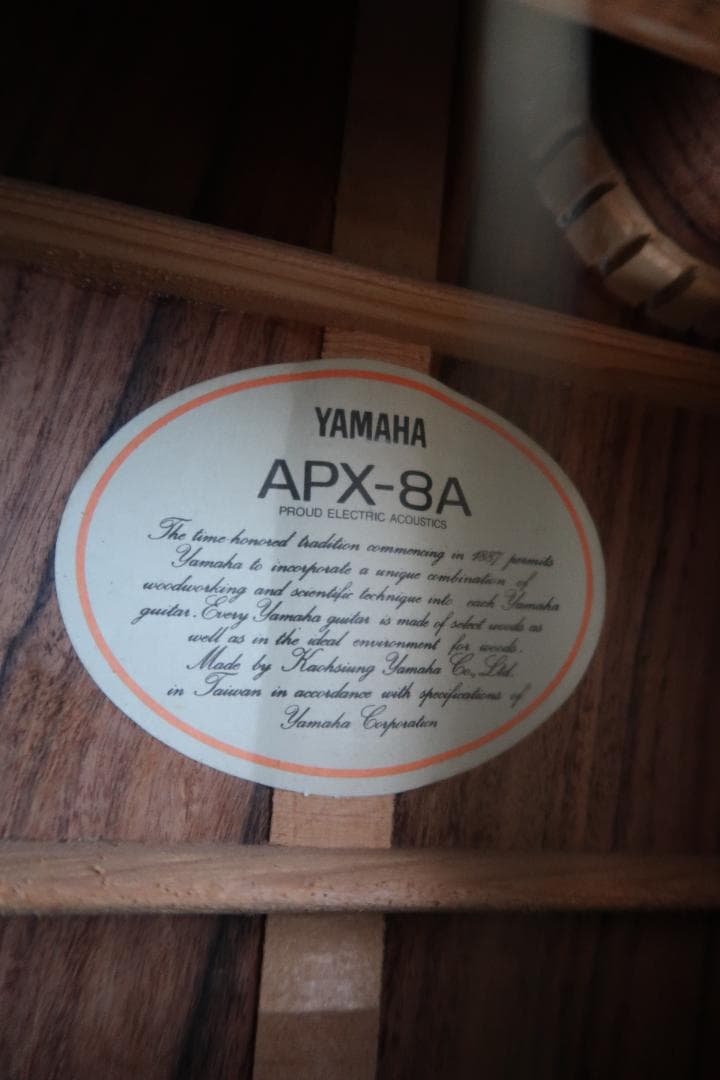 YAMAHA
APX-8A
PROUD ELECTRIC ACOUSTICS
The time honored tradition commencing in 1887 permits
Yamaha to incorporate a unique combination of
woodworking and scientific technique into each Yamaha
guitar. Every Yamaha guitar is made of select woods as
well as in the ideal environment for woods.
Made by Kaohsiung Yamaha Co., Ltd.
in Taiwan in accordance with specifications of
Yamaha Corporation